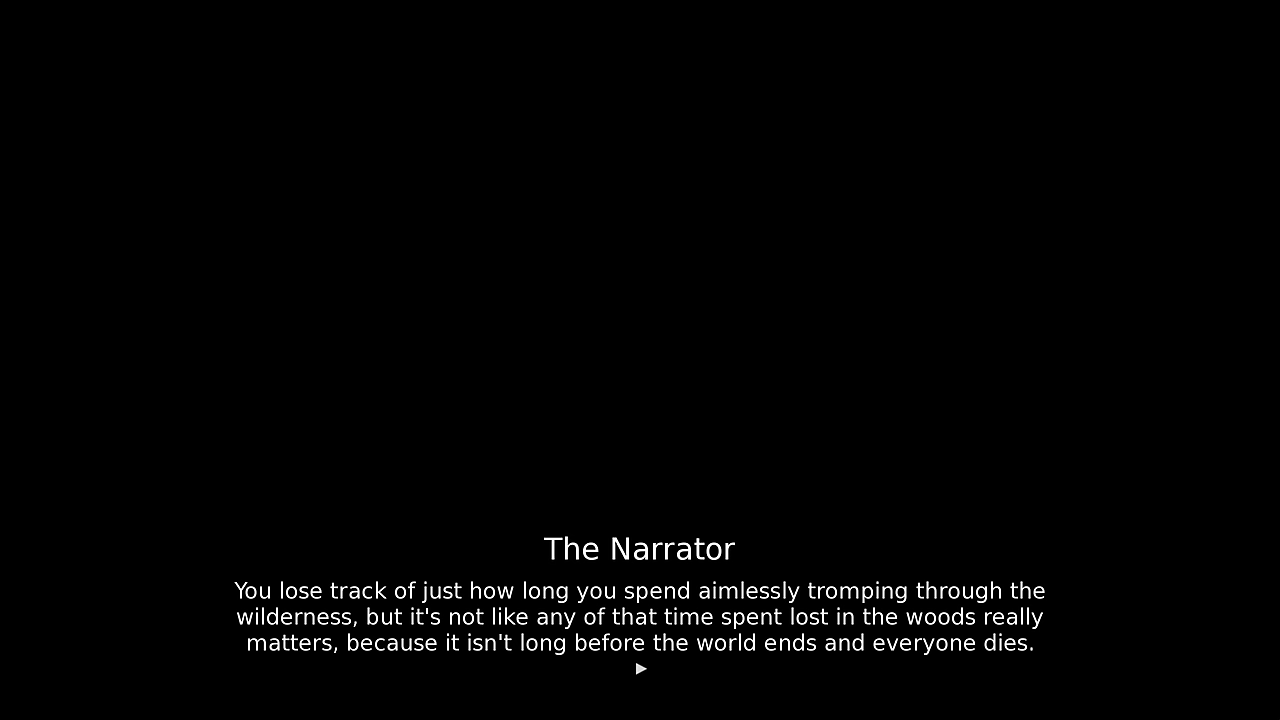 The Narrator
You lose track of just how long you spend aimlessly tromping through the
wilderness, but it's not like any of that time spent lost in the woods really
matters, because it isn't long before the world ends and everyone dies.